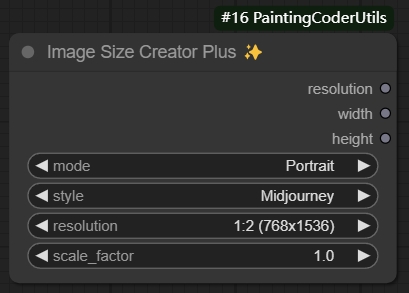 #16 PaintingCoderUtils
Image Size Creator Plus ✨
resolution
width
height
mode Portrait
style Midjourney
resolution 1:2 (768x1536)
scale_factor 1.0